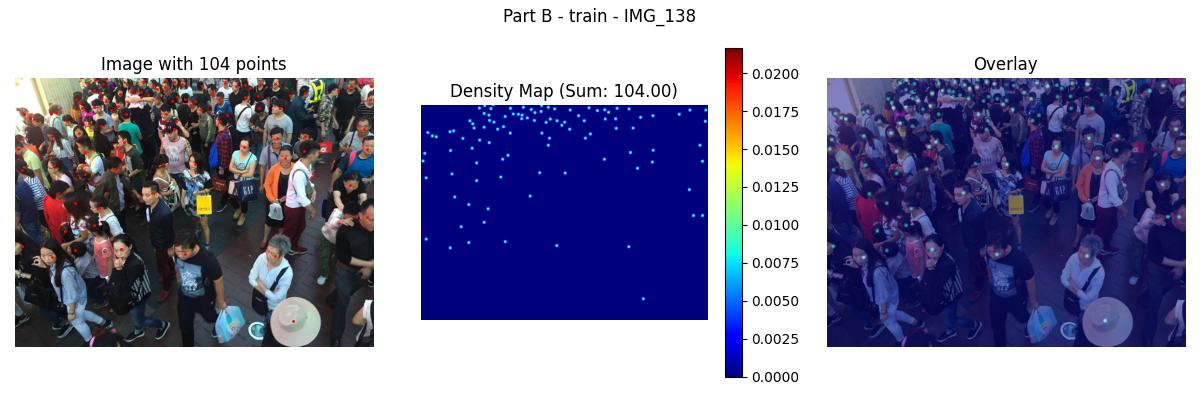 Part B - train - IMG_138
Image with 104 points
Density Map (Sum: 104.00)
Overlay
0.0200
0.0175
0.0150
0.0125
0.0100
0.0075
0.0050
0.0025
0.0000
GAP